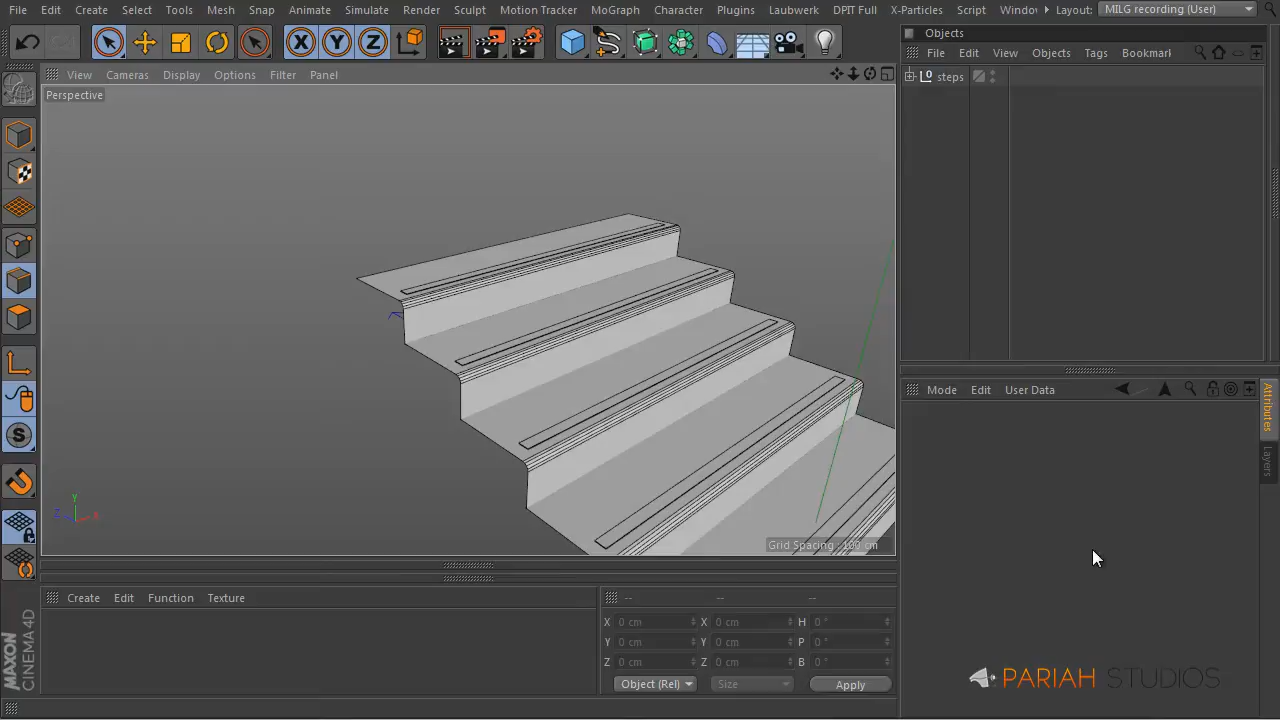 File Edit Create Select Tools Mesh Snap Animate Simulate Render Sculpt Motion Tracker MoGraph Character Plugins Laubwerk DPIT Full X-Particles Script Windov Layout: MILG recording (User)
X Y Z
Objects
File Edit View Objects Tags Bookmarl
View Cameras Display Options Filter Panel
0 steps
Perspective
Mode Edit User Data
Attributes
Layers
S
Y
Z X
Grid Spacing : 100 cm
Create Edit Function Texture
-- -- --
X 0 cm X 0 cm H 0 °
Y 0 cm Y 0 cm P 0 °
Z 0 cm Z 0 cm B 0 °
Object (Rel) Size Apply
MAXON
CINEMA 4D
PARIAH STUDIOS